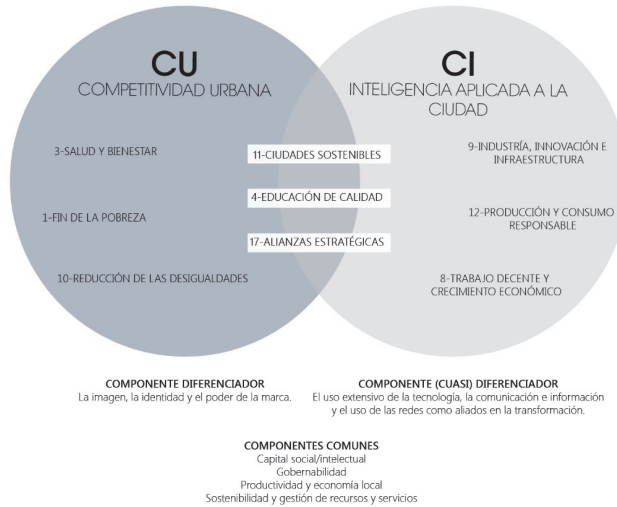 CU
COMPETITIVIDAD URBANA
CI
INTELIGENCIA APLICADA A LA
CIUDAD
3-SALUD Y BIENESTAR
1-FIN DE LA POBREZA
10-REDUCCIÓN DE LAS DESIGUALDADES
11-CIUDADES SOSTENIBLES
4-EDUCACIÓN DE CALIDAD
17-ALIANZAS ESTRATÉGICAS
9-INDUSTRÍA, INNOVACIÓN E
INFRAESTRUCTURA
12-PRODUCCIÓN Y CONSUMO
RESPONSABLE
8-TRABAJO DECENTE Y
CRECIMIENTO ECONÓMICO
COMPONENTE DIFERENCIADOR
La imagen, la identidad y el poder de la marca.
COMPONENTE (CUASI) DIFERENCIADOR
El uso extensivo de la tecnología, la comunicación e información
y el uso de las redes como aliados en la transformación.
COMPONENTES COMUNES
Capital social/intelectual
Gobernabilidad
Productividad y economía local
Sostenibilidad y gestión de recursos y servicios